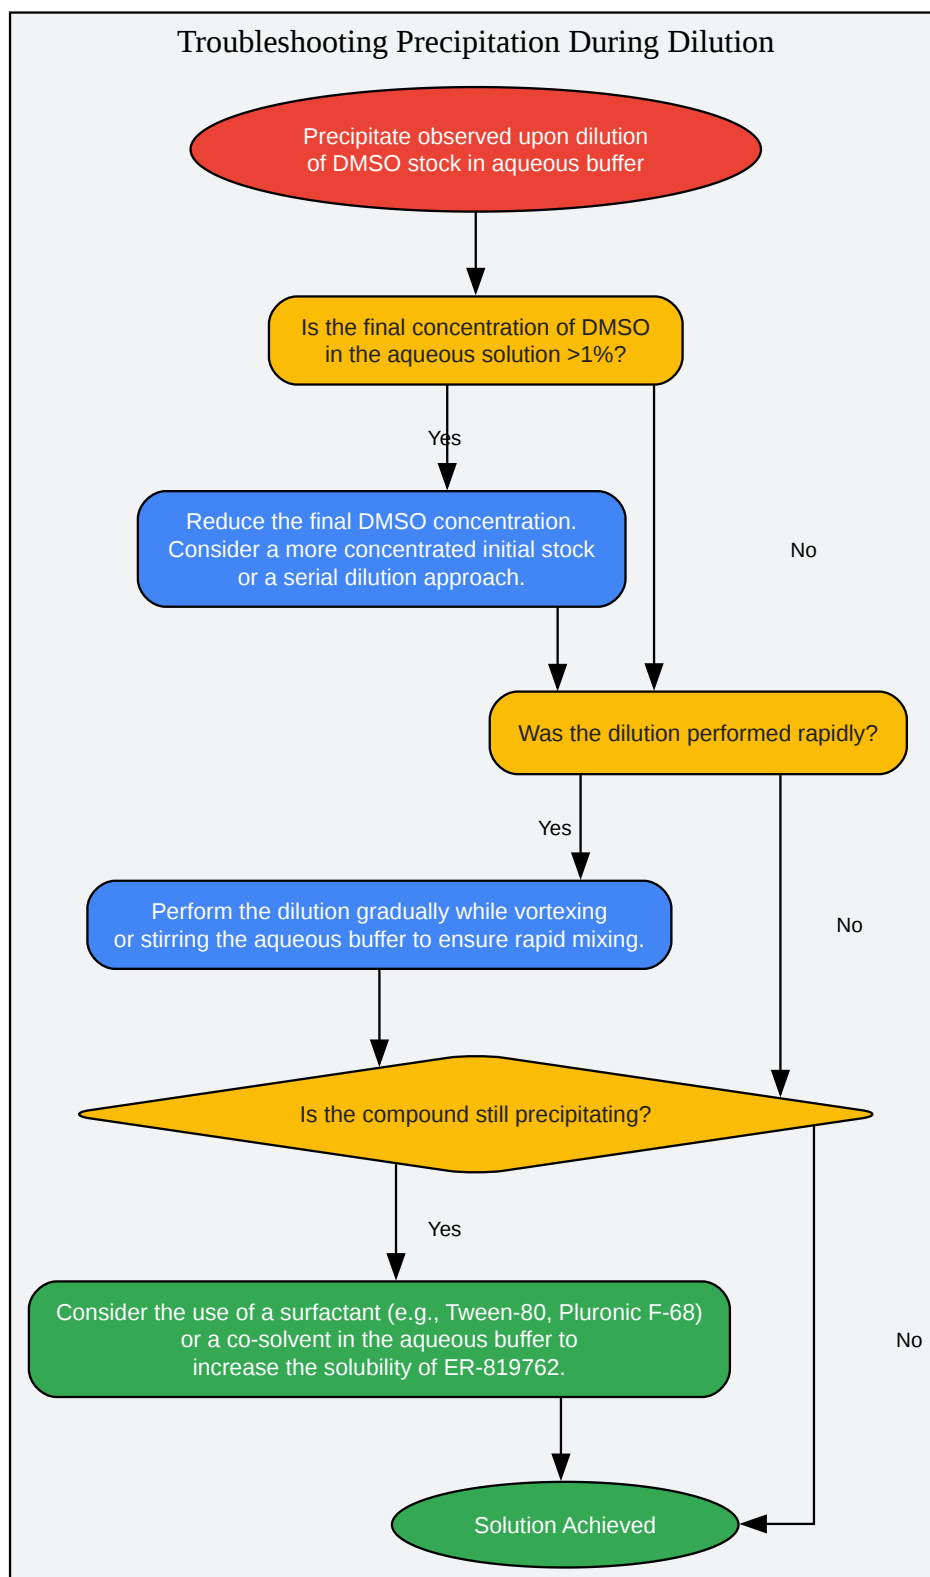 Troubleshooting Precipitation During Dilution
Precipitate observed upon dilution
of DMSO stock in aqueous buffer
Is the final concentration of DMSO
in the aqueous solution >1%?
Yes
Reduce the final DMSO concentration.
Consider a more concentrated initial stock
or a serial dilution approach.
No
Was the dilution performed rapidly?
Yes
Perform the dilution gradually while vortexing
or stirring the aqueous buffer to ensure rapid mixing.
No
Is the compound still precipitating?
Yes
Consider the use of a surfactant (e.g., Tween-80, Pluronic F-68)
or a co-solvent in the aqueous buffer to
increase the solubility of ER-819762.
No
Solution Achieved